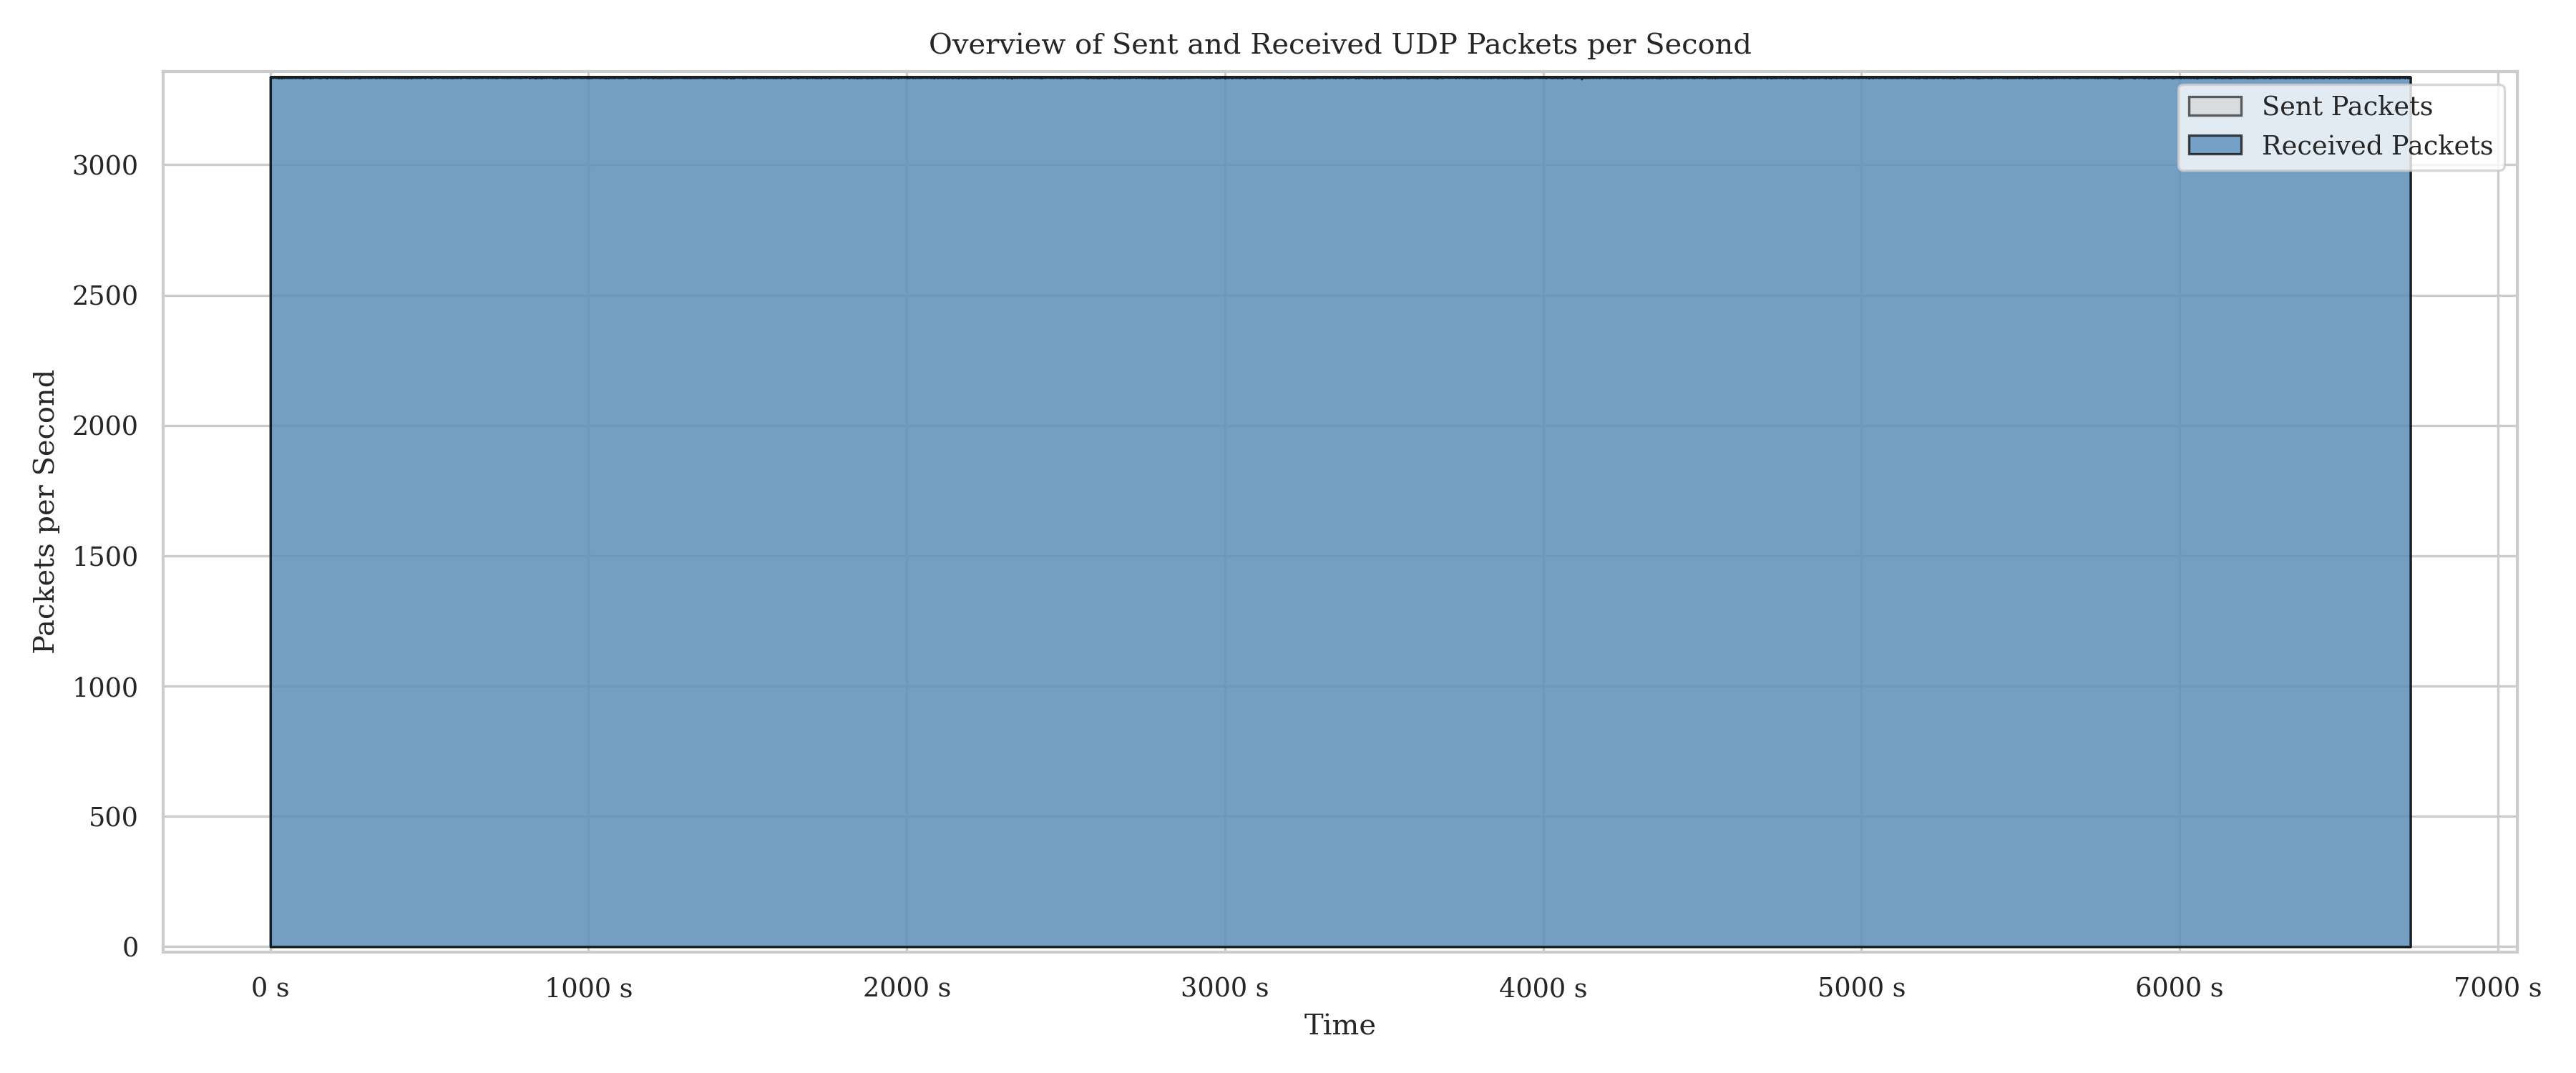 Overview of Sent and Received UDP Packets per Second
Sent Packets
Received Packets
Packets per Second
3000
2500
2000
1500
1000
500
0
0 s
1000 s
2000 s
3000 s
4000 s
5000 s
6000 s
7000 s
Time